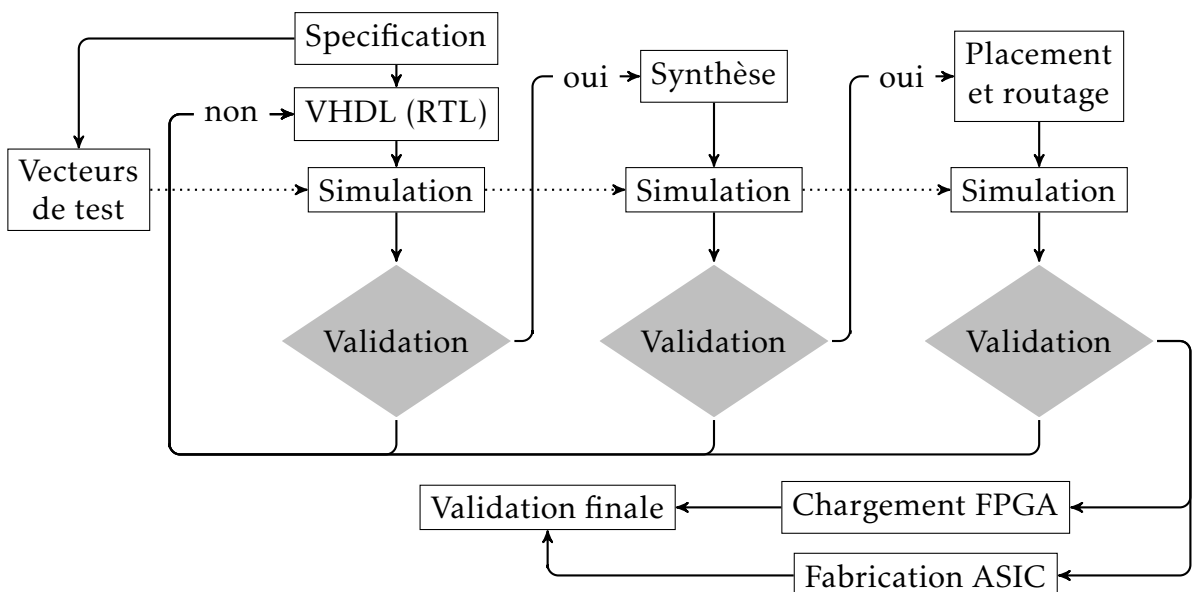 Specification
oui
Synthèse
oui
Placement
et routage
non
VHDL (RTL)
Vecteurs
de test
Simulation
Simulation
Simulation
Validation
Validation
Validation
Validation finale
Chargement FPGA
Fabrication ASIC